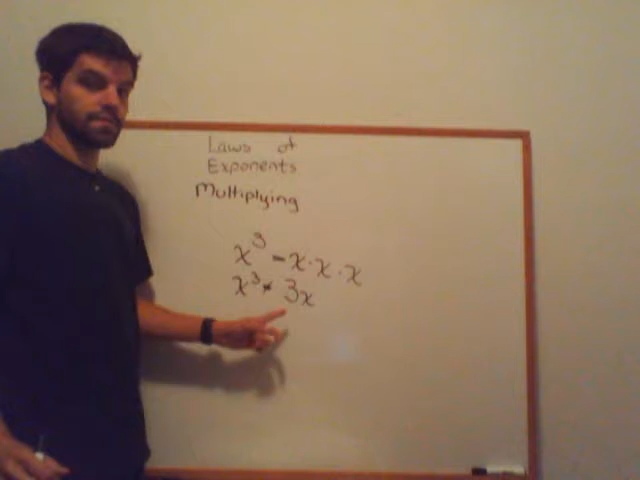 Laws of
Exponents
Multiplying
x³ = x·x·x
x³ ≠ 3x